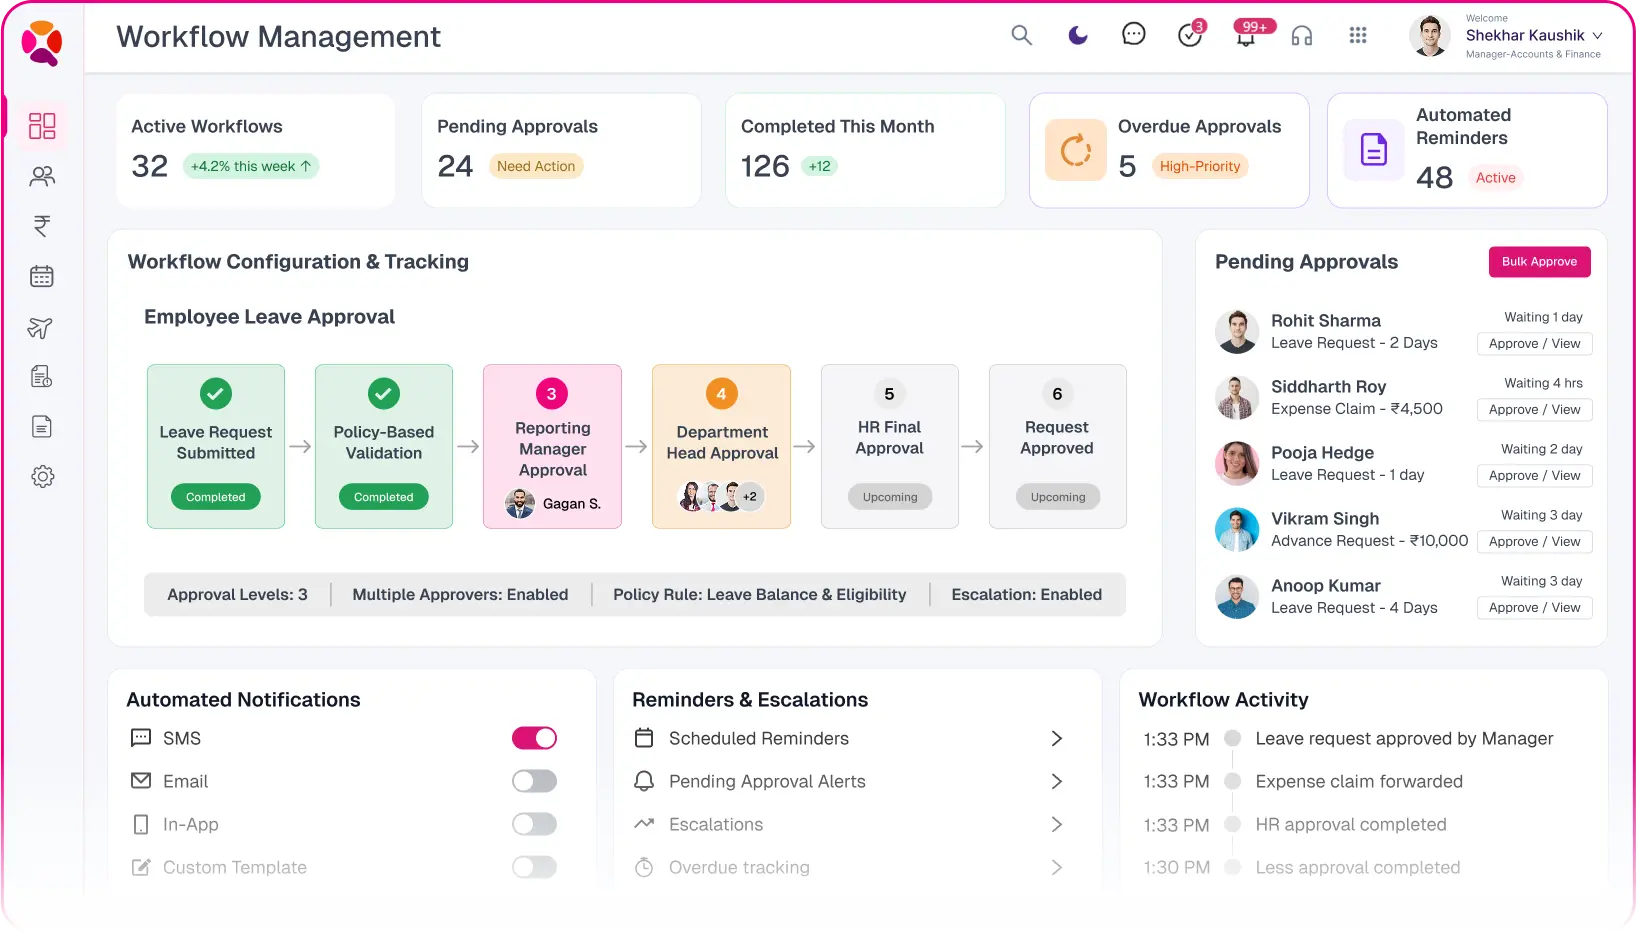 Workflow Management
3
99+
Welcome
Shekhar Kaushik
Manager-Accounts & Finance
Active Workflows
32 +4.2% this week ↑
Pending Approvals
24 Need Action
Completed This Month
126 +12
Overdue Approvals
5 High-Priority
Automated
Reminders
48 Active
Workflow Configuration & Tracking
Employee Leave Approval
Leave Request
Submitted
Completed
Policy-Based
Validation
Completed
3
Reporting
Manager
Approval
Gagan S.
4
Department
Head Approval
+2
5
HR Final
Approval
Upcoming
6
Request
Approved
Upcoming
Approval Levels: 3 | Multiple Approvers: Enabled | Policy Rule: Leave Balance & Eligibility | Escalation: Enabled
Pending Approvals
Bulk Approve
Rohit Sharma
Leave Request - 2 Days
Waiting 1 day
Approve / View
Siddharth Roy
Expense Claim - ₹4,500
Waiting 4 hrs
Approve / View
Pooja Hedge
Leave Request - 1 day
Waiting 2 day
Approve / View
Vikram Singh
Advance Request - ₹10,000
Waiting 3 day
Approve / View
Anoop Kumar
Leave Request - 4 Days
Waiting 3 day
Approve / View
Automated Notifications
SMS
Email
In-App
Custom Template
Reminders & Escalations
Scheduled Reminders
Pending Approval Alerts
Escalations
Overdue tracking
Workflow Activity
1:33 PM Leave request approved by Manager
1:33 PM Expense claim forwarded
1:33 PM HR approval completed
1:30 PM Less approval completed